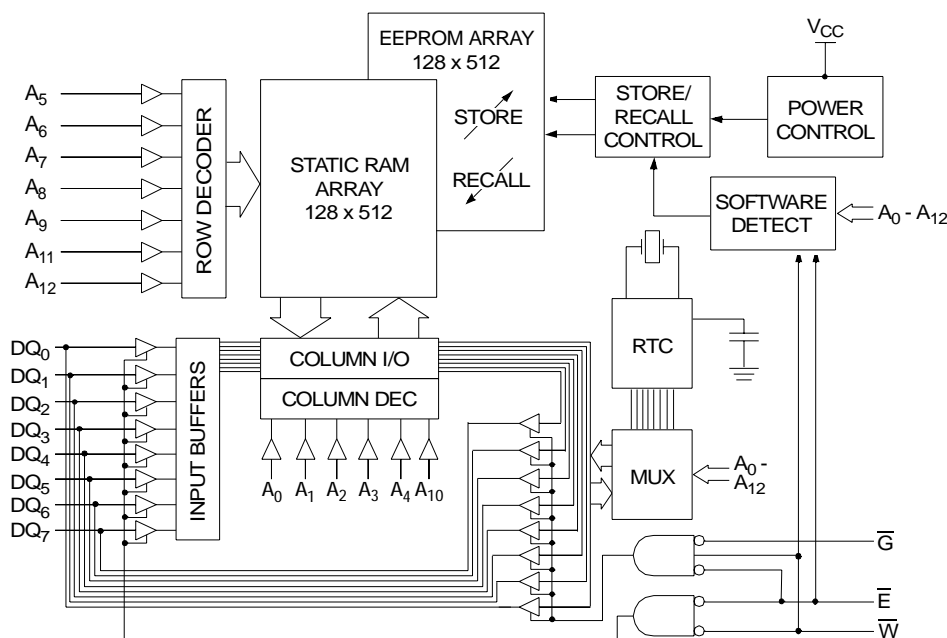 EEPROM ARRAY
128 x 512
STORE
RECALL
V_CC
STORE/
RECALL
CONTROL
POWER
CONTROL
A_5
A_6
A_7
A_8
A_9
A_11
A_12
ROW DECODER
STATIC RAM
ARRAY
128 x 512
SOFTWARE
DETECT
A_0 - A_12
RTC
DQ_0
DQ_1
DQ_2
DQ_3
DQ_4
DQ_5
DQ_6
DQ_7
INPUT BUFFERS
COLUMN I/O
COLUMN DEC
A_0
A_1
A_2
A_3
A_4
A_10
MUX
A_0 -
A_12
G̅
E̅
W̅